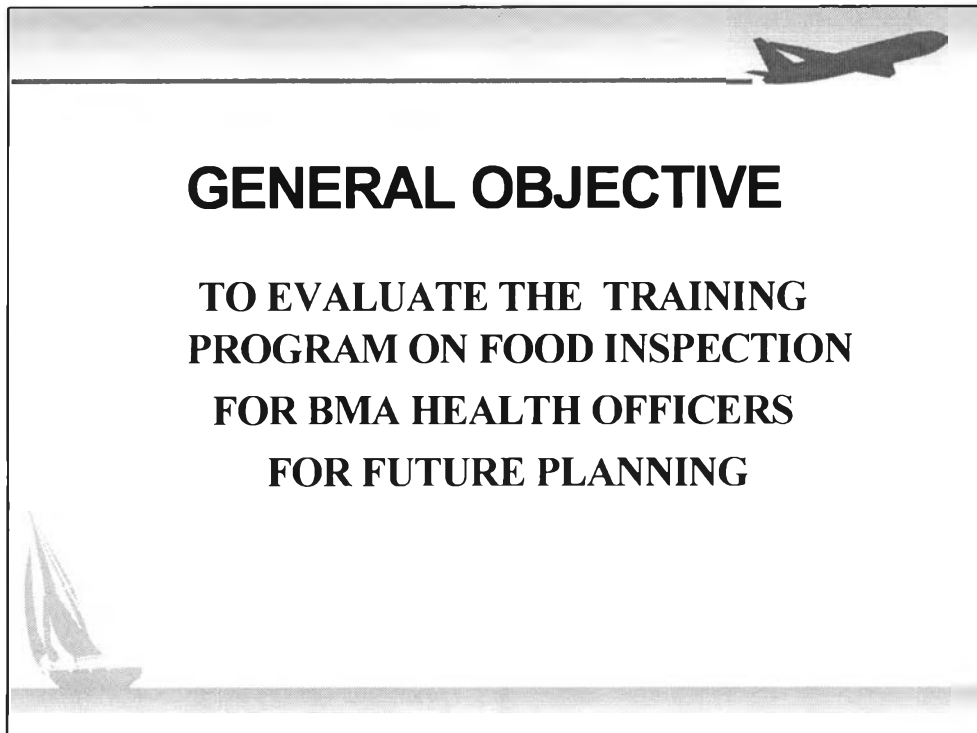 GENERAL OBJECTIVE
TO EVALUATE THE TRAINING
PROGRAM ON FOOD INSPECTION
FOR BMA HEALTH OFFICERS
FOR FUTURE PLANNING